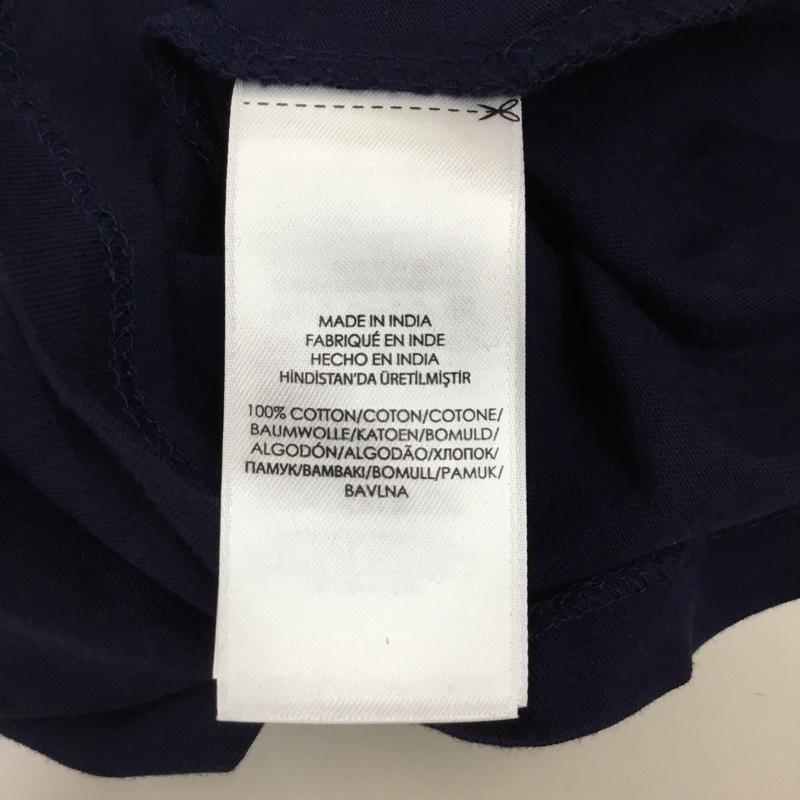 MADE IN INDIA
FABRIQUÉ EN INDE
HECHO EN INDIA
HİNDİSTAN'DA ÜRETİLMİŞTİR
100% COTTON/COTON/COTONE/
BAUMWOLLE/KATOEN/BOMULD/
ALGODÓN/ALGODÃO/ХЛОПОК/
ПАМУК/ΒΑΜΒΑΚΙ/BOMULL/PAMUK/
BAVLNA